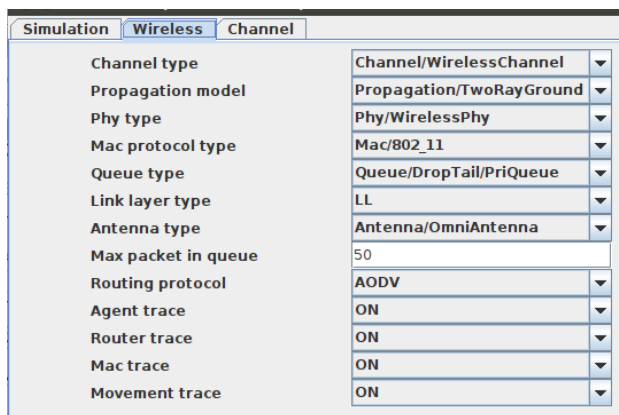 Simulation Wireless Channel
Channel type Channel/WirelessChannel
Propagation model Propagation/TwoRayGround
Phy type Phy/WirelessPhy
Mac protocol type Mac/802_11
Queue type Queue/DropTail/PriQueue
Link layer type LL
Antenna type Antenna/OmniAntenna
Max packet in queue 50
Routing protocol AODV
Agent trace ON
Router trace ON
Mac trace ON
Movement trace ON